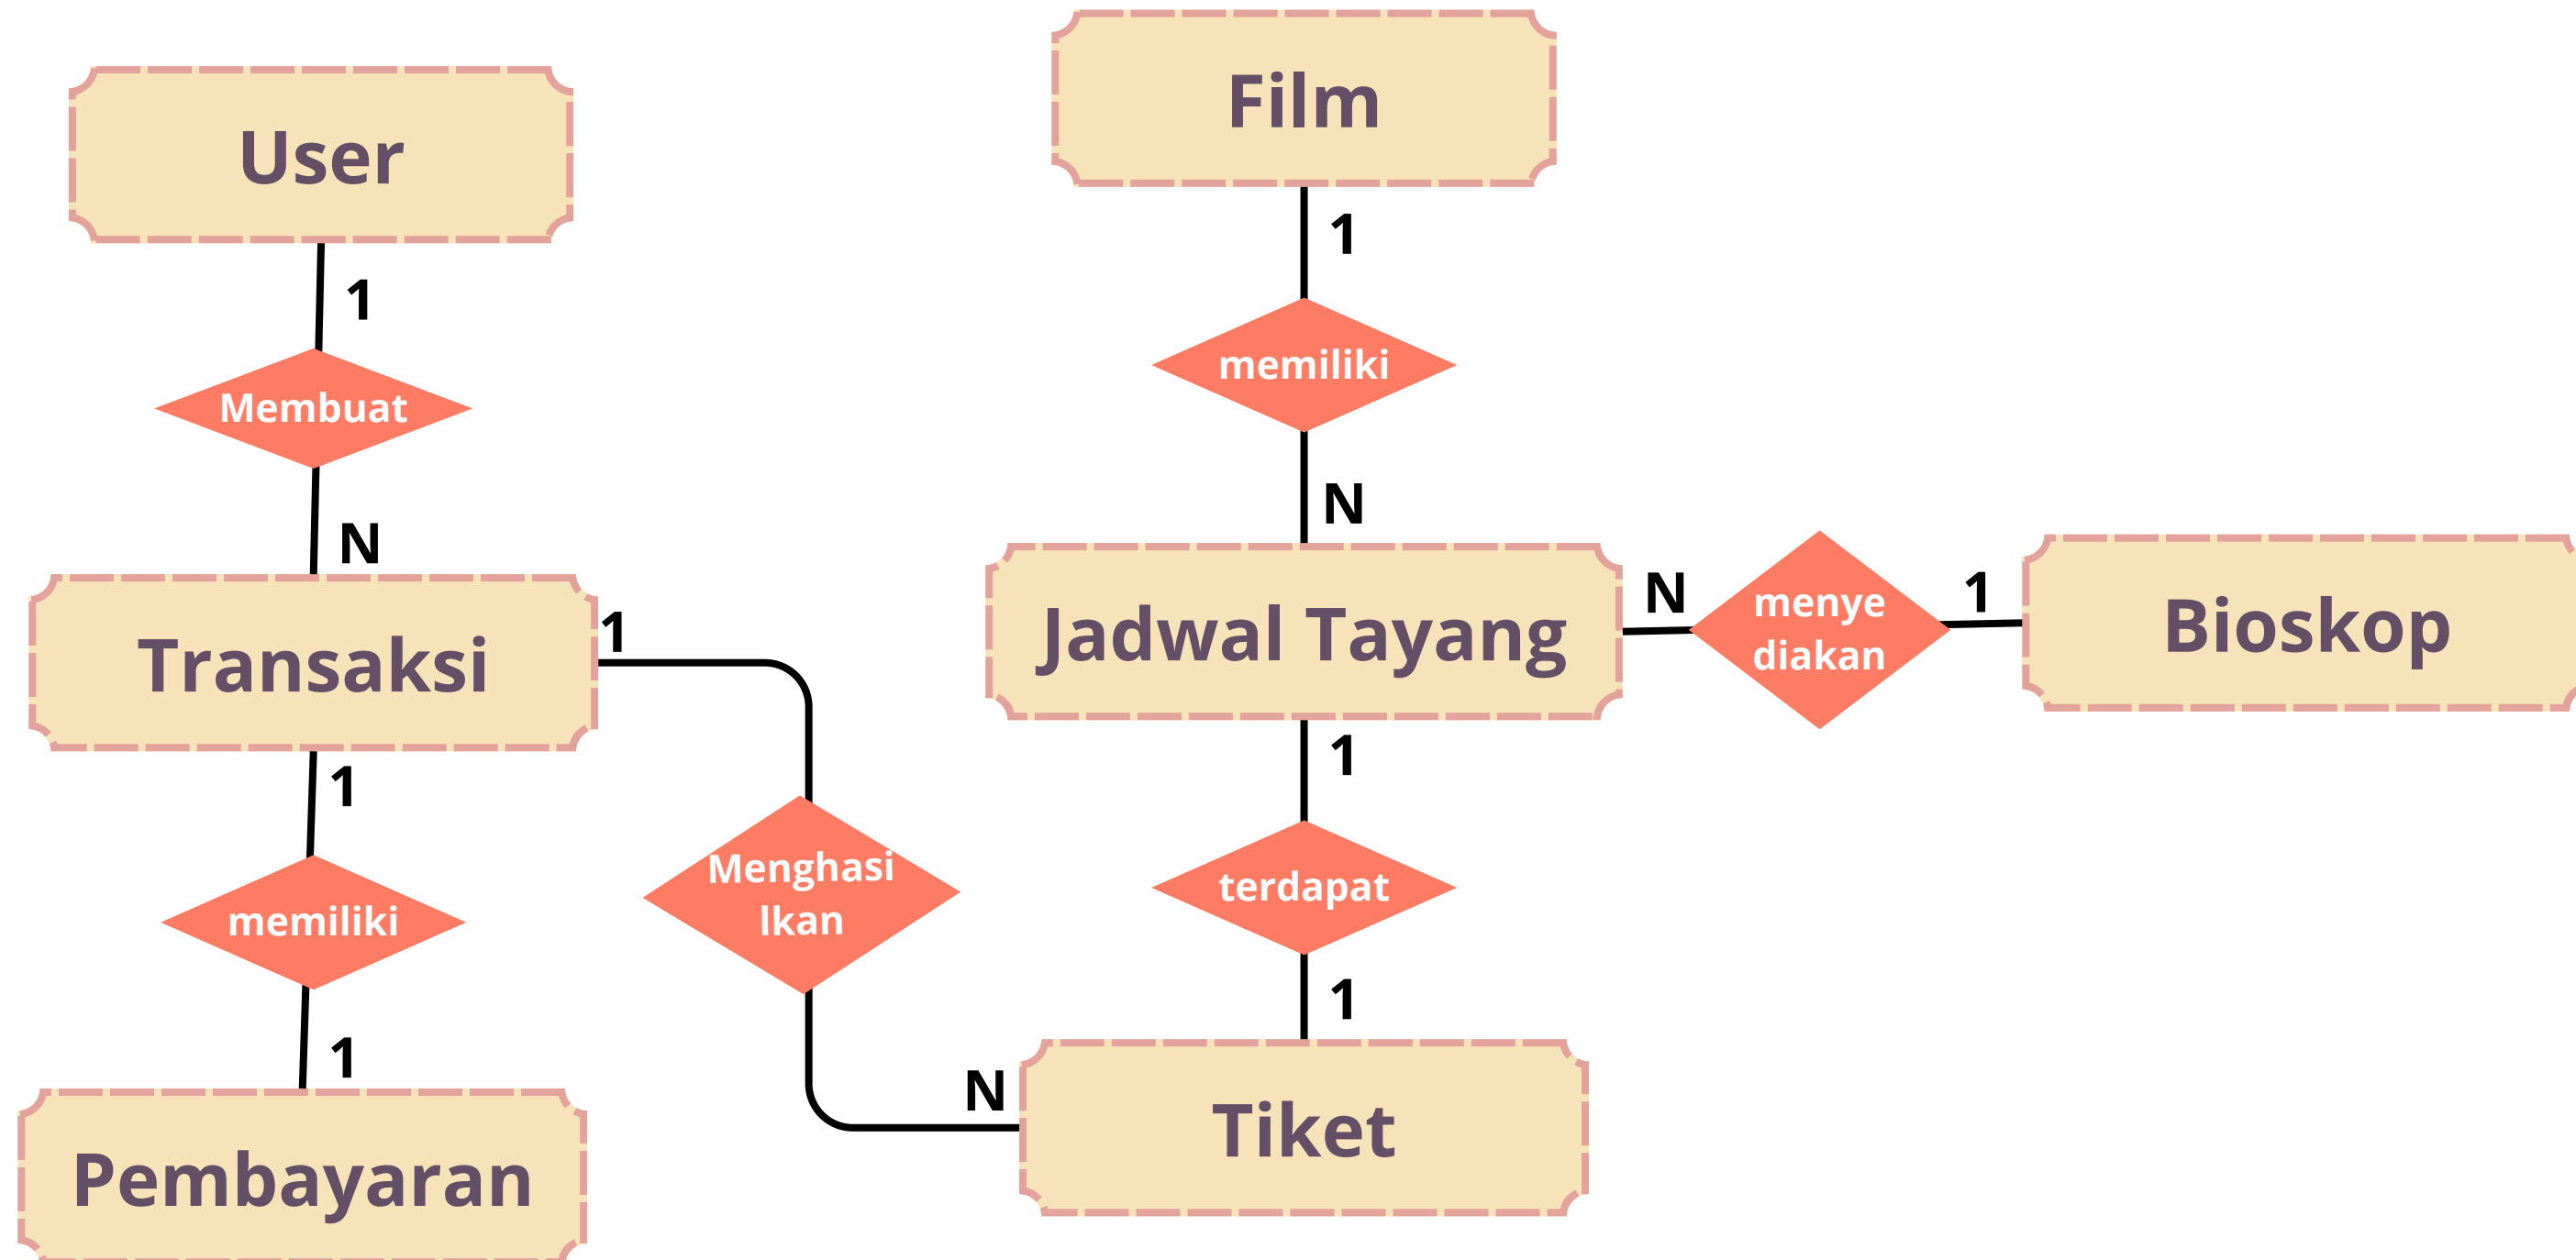 User
1
Membuat
N
Transaksi
1
memiliki
1
Pembayaran
1
Menghasi
lkan
N
Film
1
memiliki
N
Jadwal Tayang
1
terdapat
1
Tiket
N
menye
diakan
1
Bioskop